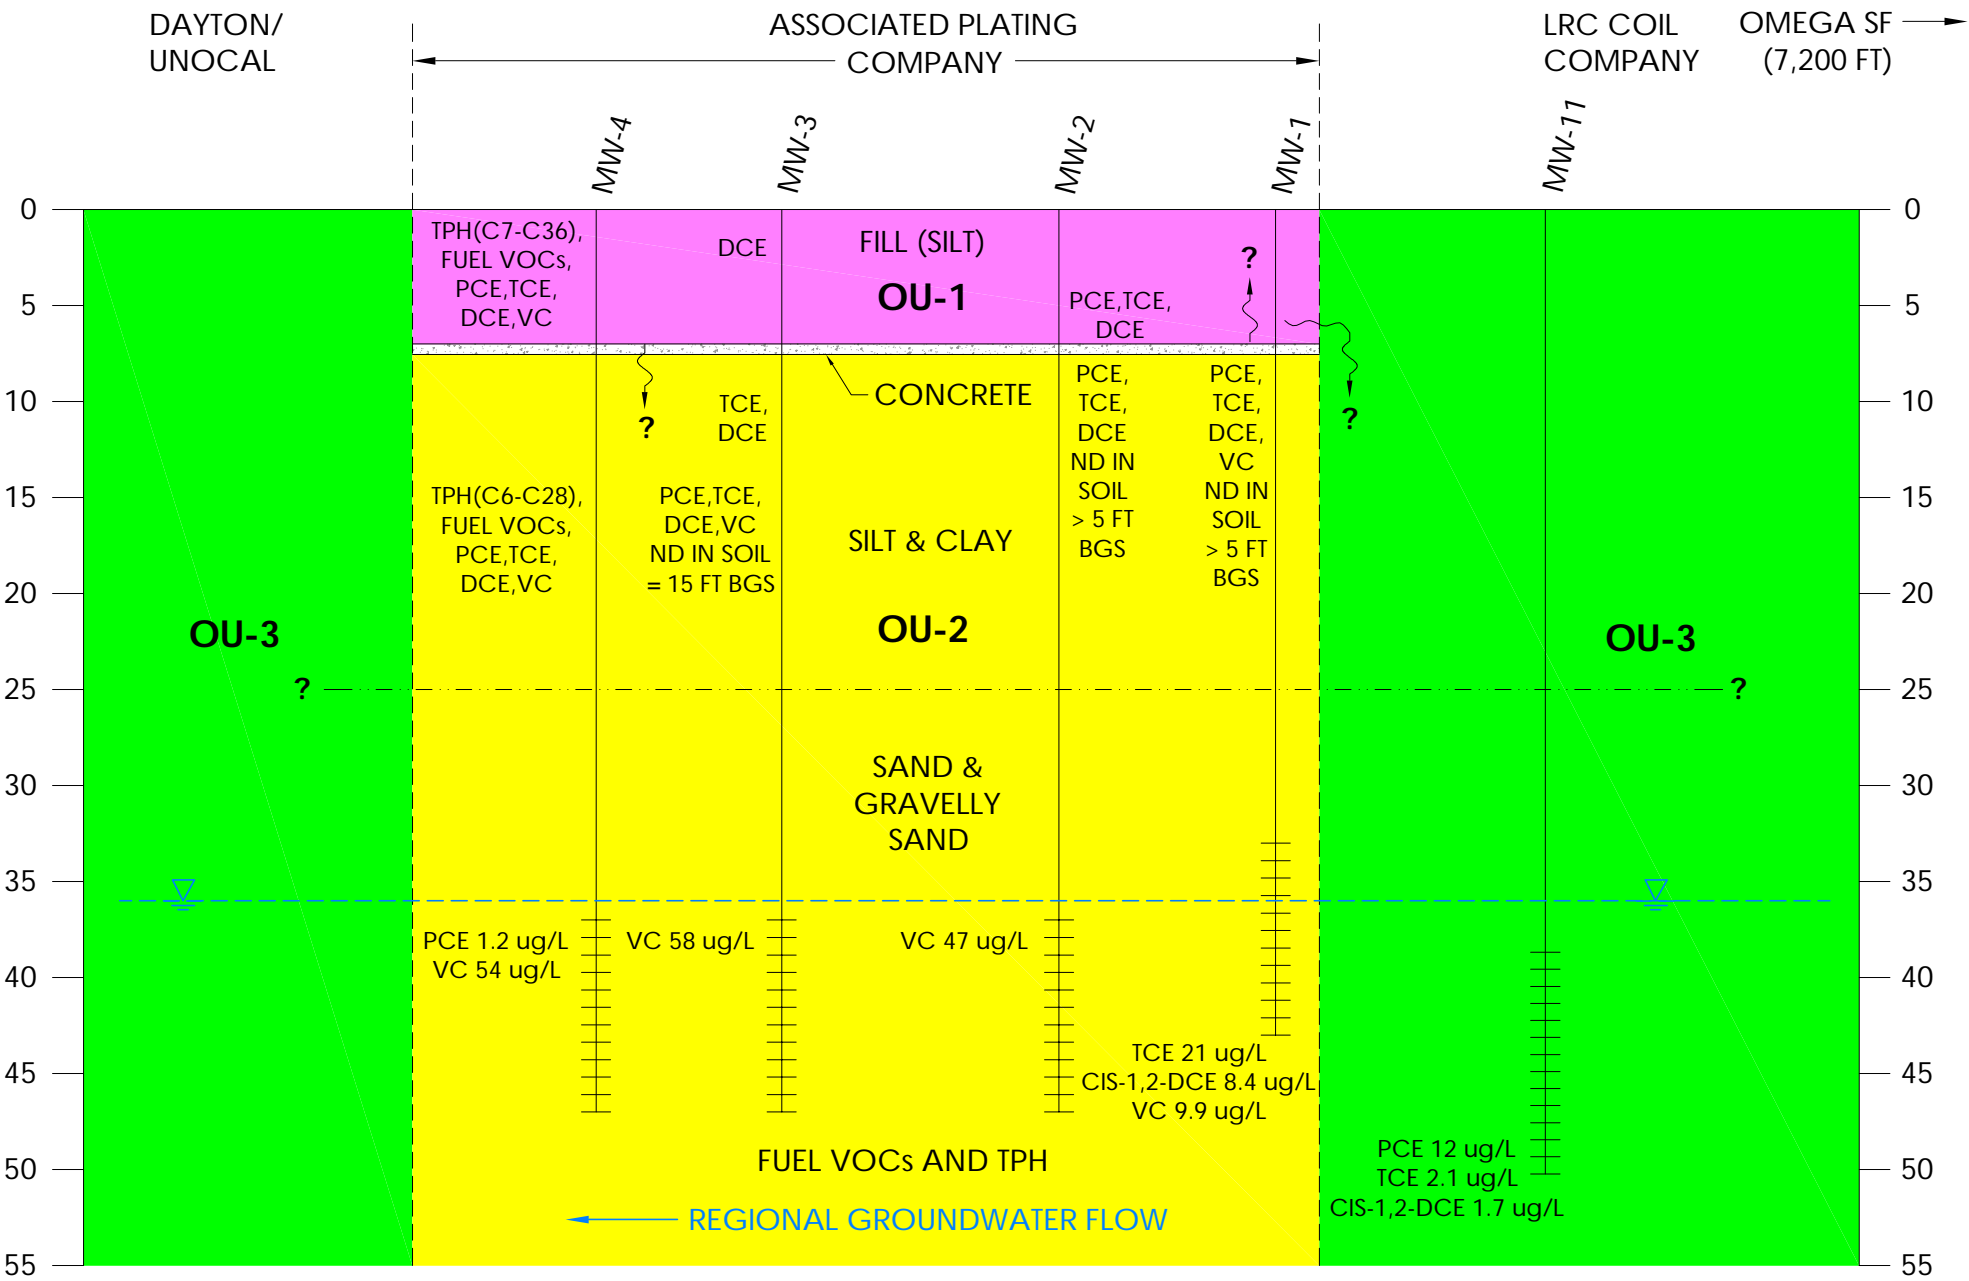 DAYTON/
UNOCAL
ASSOCIATED PLATING
COMPANY
LRC COIL
COMPANY
OMEGA SF
(7,200 FT)
MW-4
MW-3
MW-2
MW-1
MW-11
0
5
10
15
20
25
30
35
40
45
50
55
0
5
10
15
20
25
30
35
40
45
50
55
TPH(C7-C36),
FUEL VOCs,
PCE,TCE,
DCE,VC
DCE
FILL (SILT)
OU-1
PCE,TCE,
DCE
?
?
?
CONCRETE
TCE,
DCE
PCE,
TCE,
DCE
ND IN
SOIL
> 5 FT
BGS
PCE,
TCE,
DCE,
VC
ND IN
SOIL
> 5 FT
BGS
TPH(C6-C28),
FUEL VOCs,
PCE,TCE,
DCE,VC
PCE,TCE,
DCE,VC
ND IN SOIL
= 15 FT BGS
SILT & CLAY
OU-2
OU-3
OU-3
?
?
SAND &
GRAVELLY
SAND
PCE 1.2 ug/L
VC 54 ug/L
VC 58 ug/L
VC 47 ug/L
TCE 21 ug/L
CIS-1,2-DCE 8.4 ug/L
VC 9.9 ug/L
PCE 12 ug/L
TCE 2.1 ug/L
CIS-1,2-DCE 1.7 ug/L
FUEL VOCs AND TPH
REGIONAL GROUNDWATER FLOW